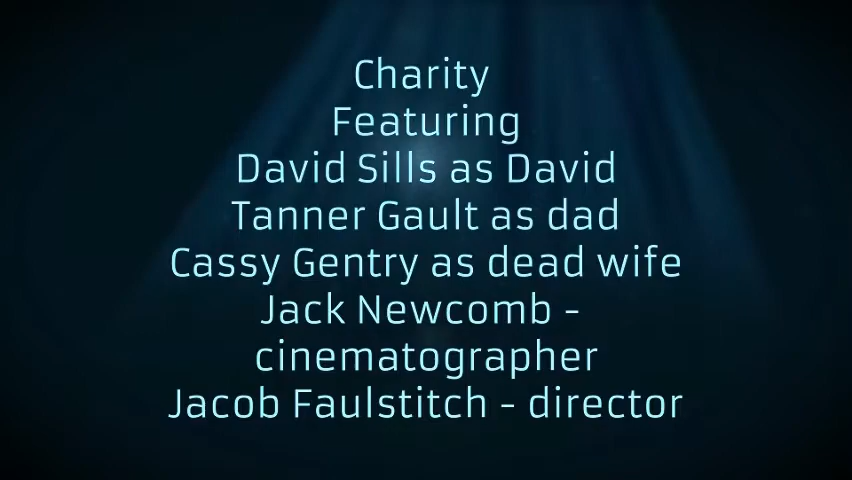 Charity
Featuring
David Sills as David
Tanner Gault as dad
Cassy Gentry as dead wife
Jack Newcomb -
cinematographer
Jacob Faulstitch - director